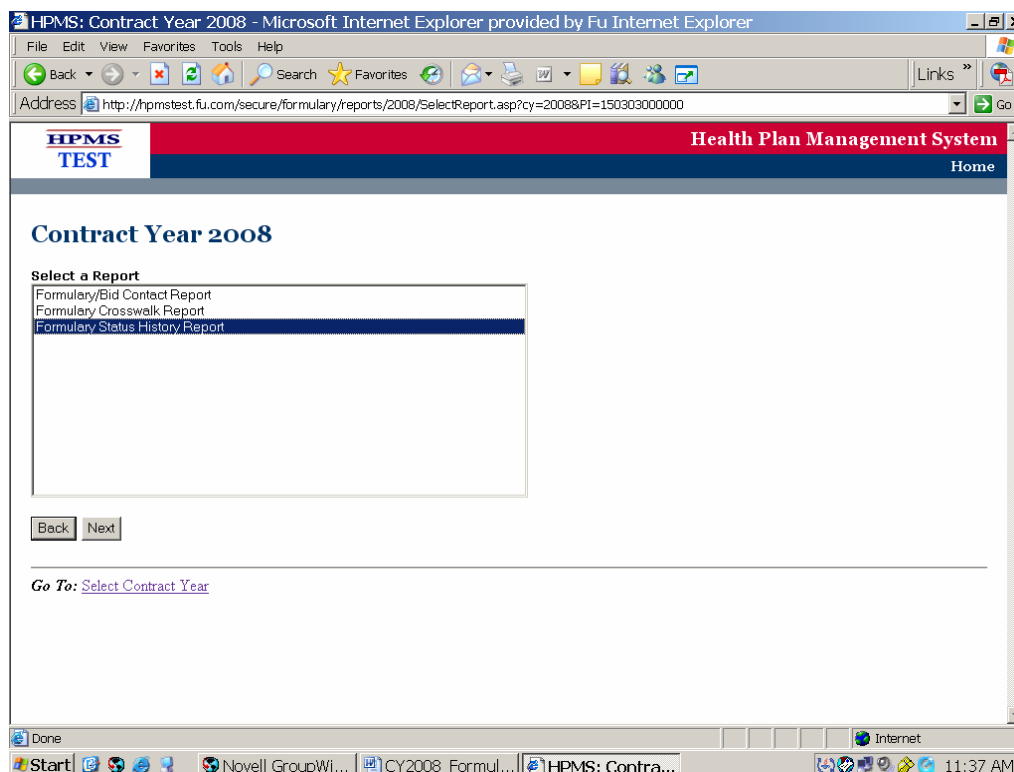 HPMS: Contract Year 2008 - Microsoft Internet Explorer provided by Fu Internet Explorer
File Edit View Favorites Tools Help
Back Search Favorites Links »
Address http://hpmstest.fu.com/secure/formulary/reports/2008/SelectReport.asp?cy=2008&PI=150303000000 Go
HPMS
TEST
Health Plan Management System
Home
Contract Year 2008
Select a Report
Formulary/Bid Contact Report
Formulary Crosswalk Report
Formulary Status History Report
Back Next
Go To: Select Contract Year
Done Internet
Start Novell GroupWi... CY2008_Formul... HPMS: Contra... 11:37 AM